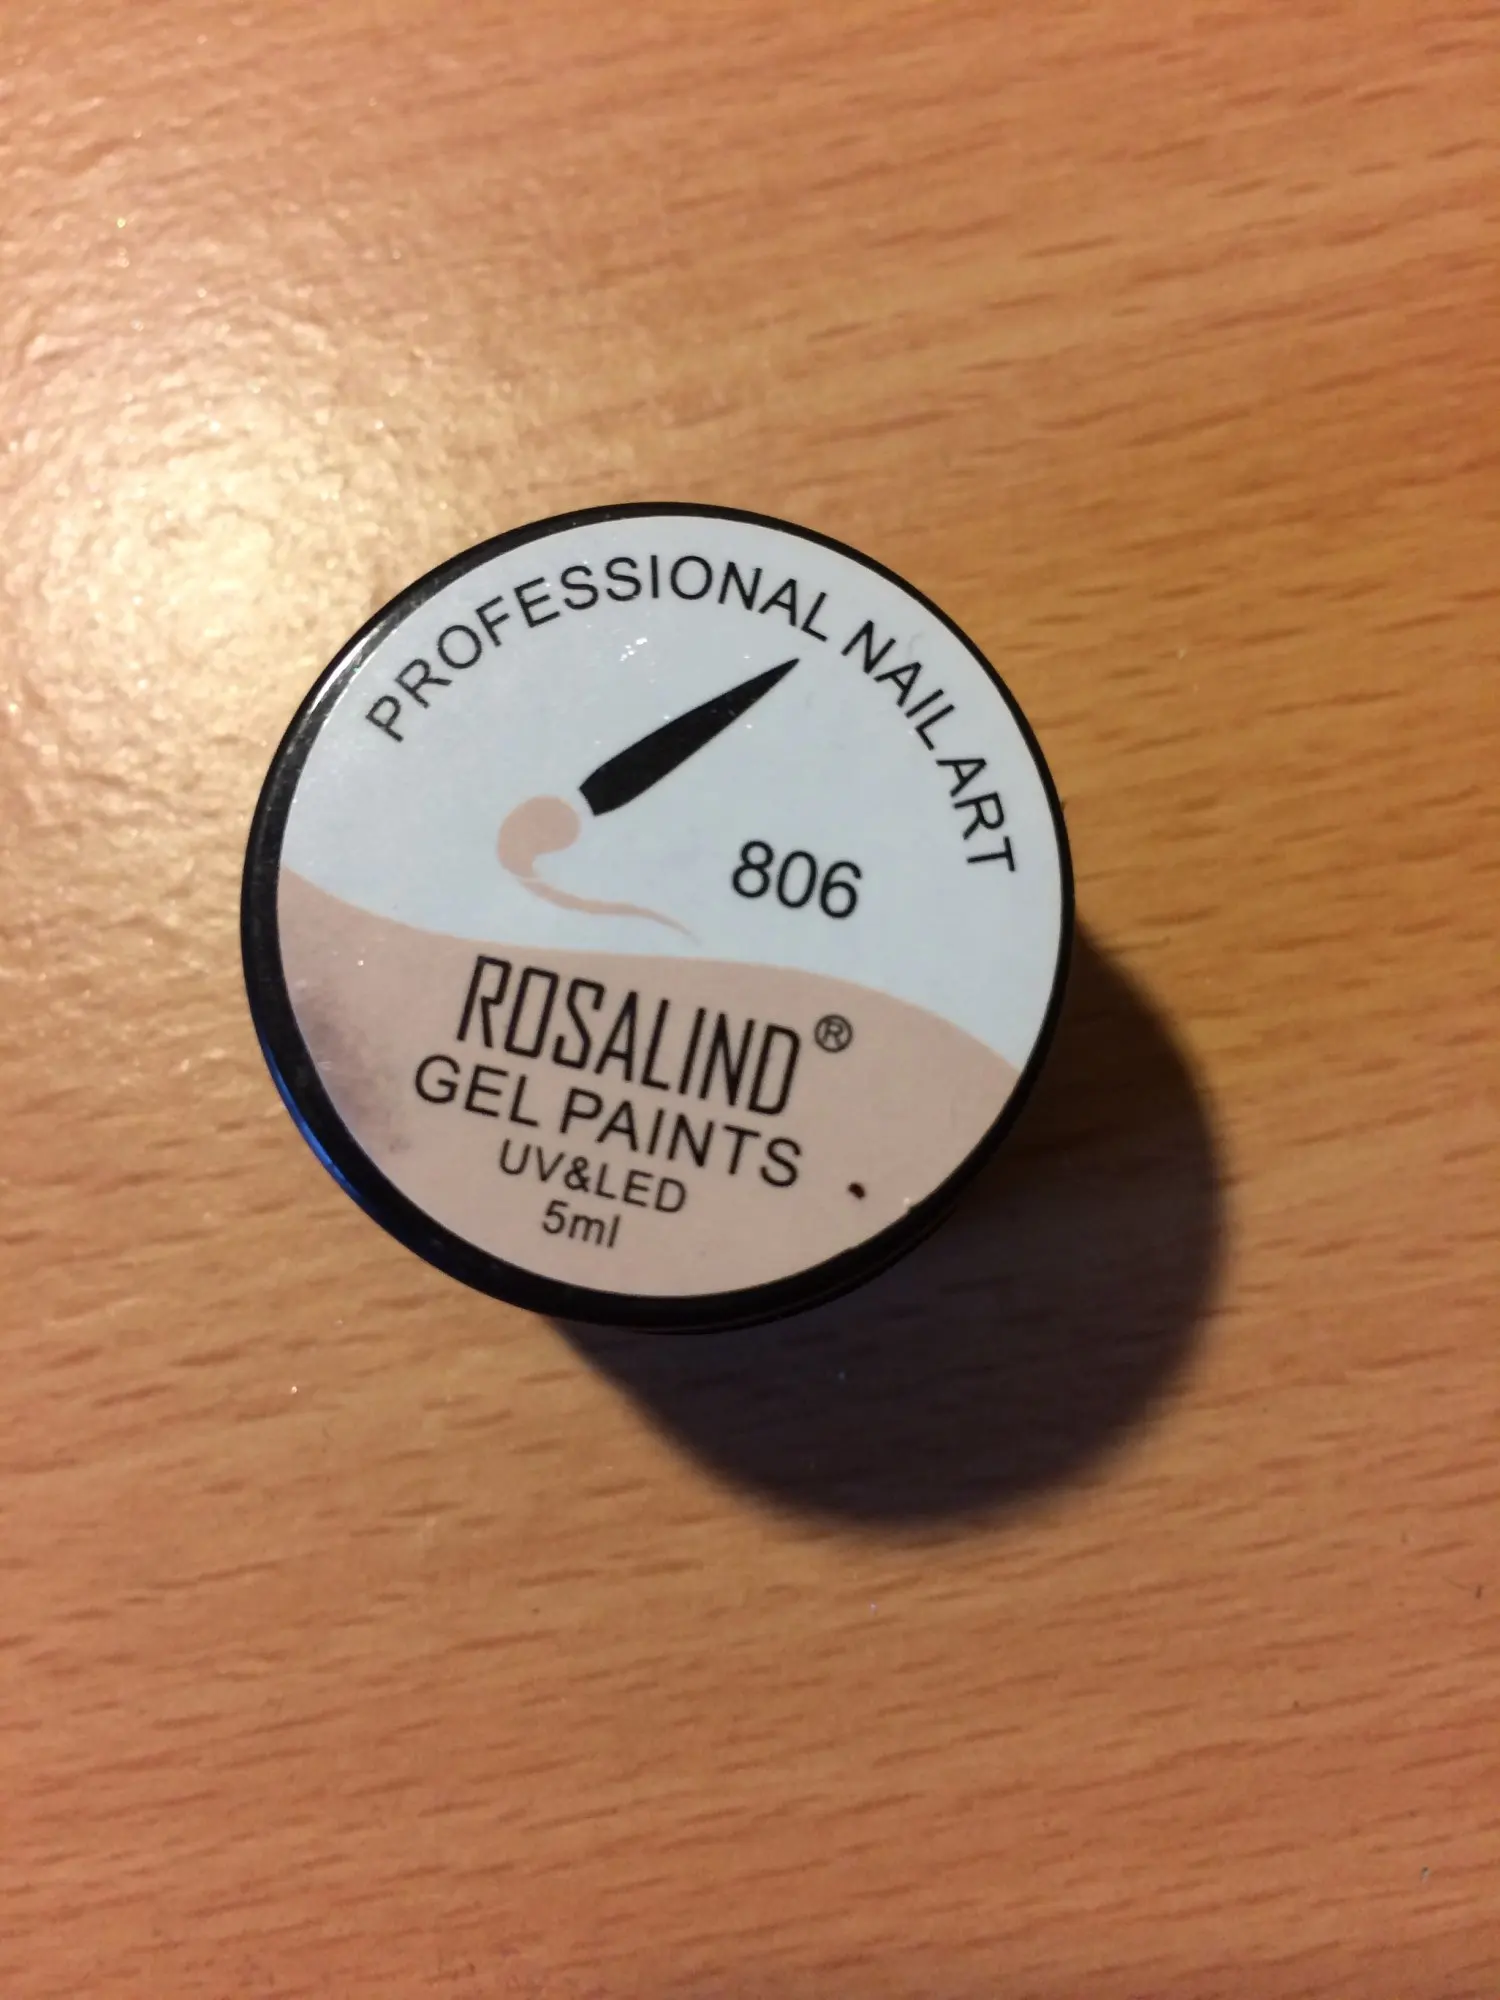 PROFESSIONAL NAIL ART
806
ROSALIND®
GEL PAINTS
UV&LED
5ml